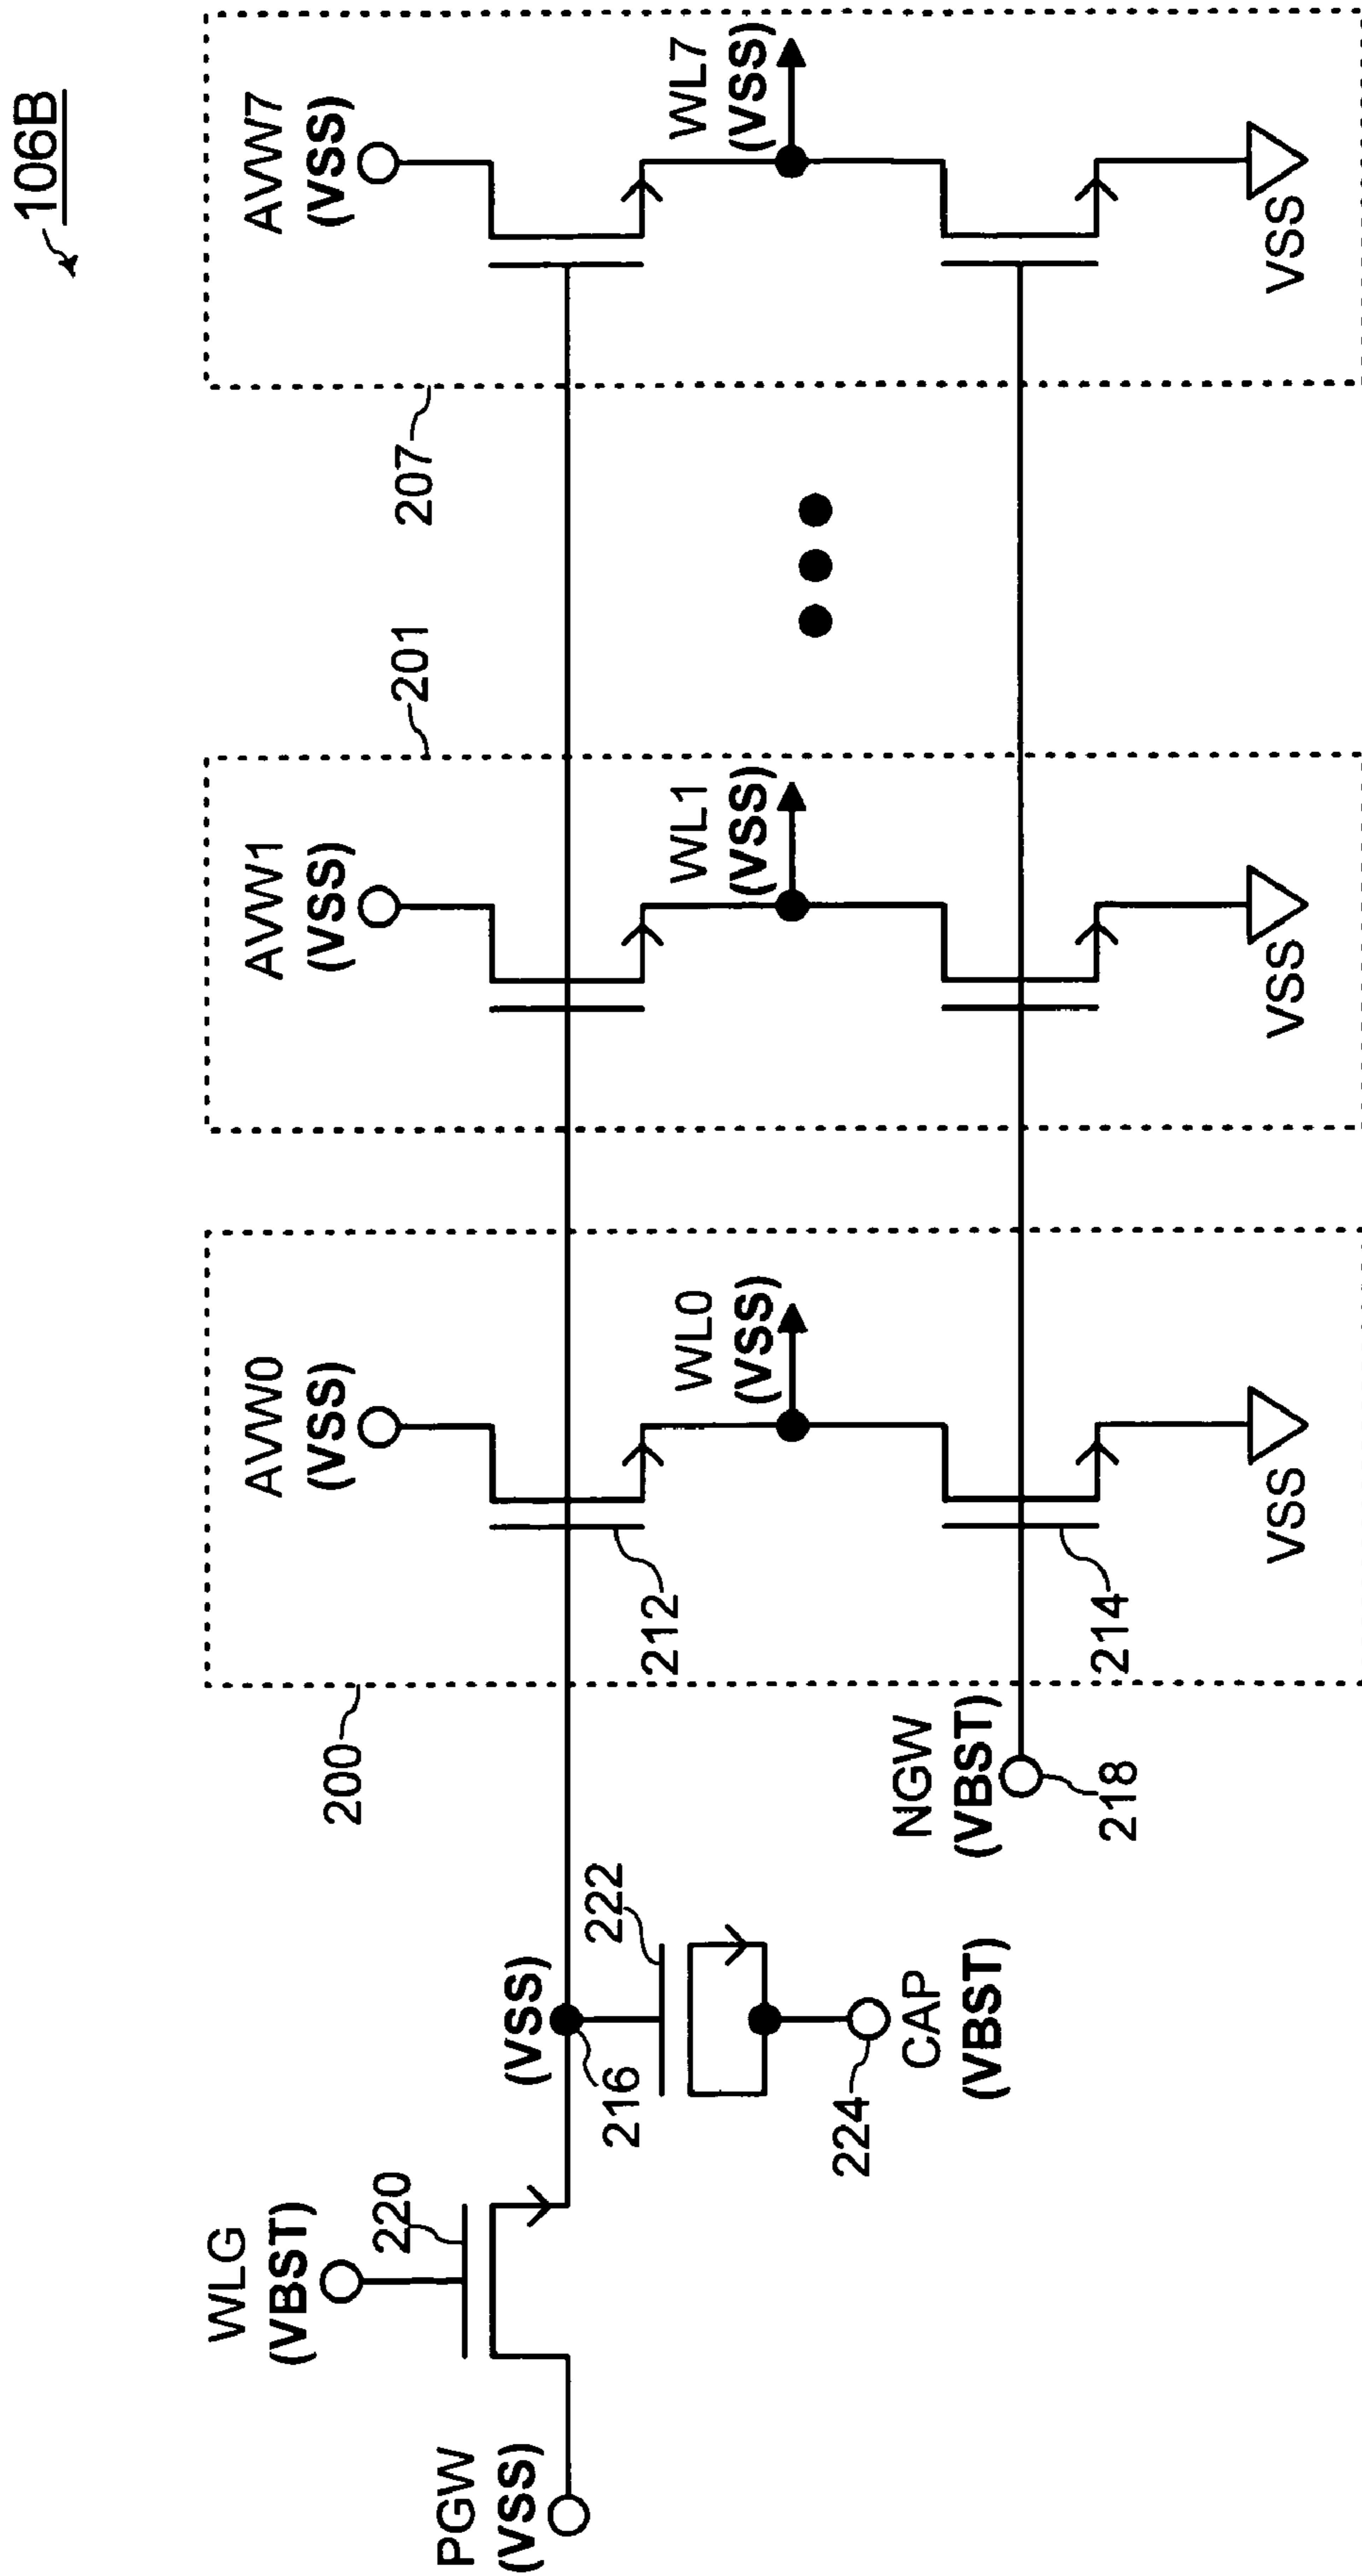 106B
AVW7
(VSS)
WL7
(VSS)
VSS
207
201
AVW1
(VSS)
WL1
(VSS)
VSS
AVW0
(VSS)
WL0
(VSS)
VSS
212
214
200
NGW
(VBST)
218
(VSS)
216
222
CAP
(VBST)
224
WLG
(VBST)
220
PGW
(VSS)